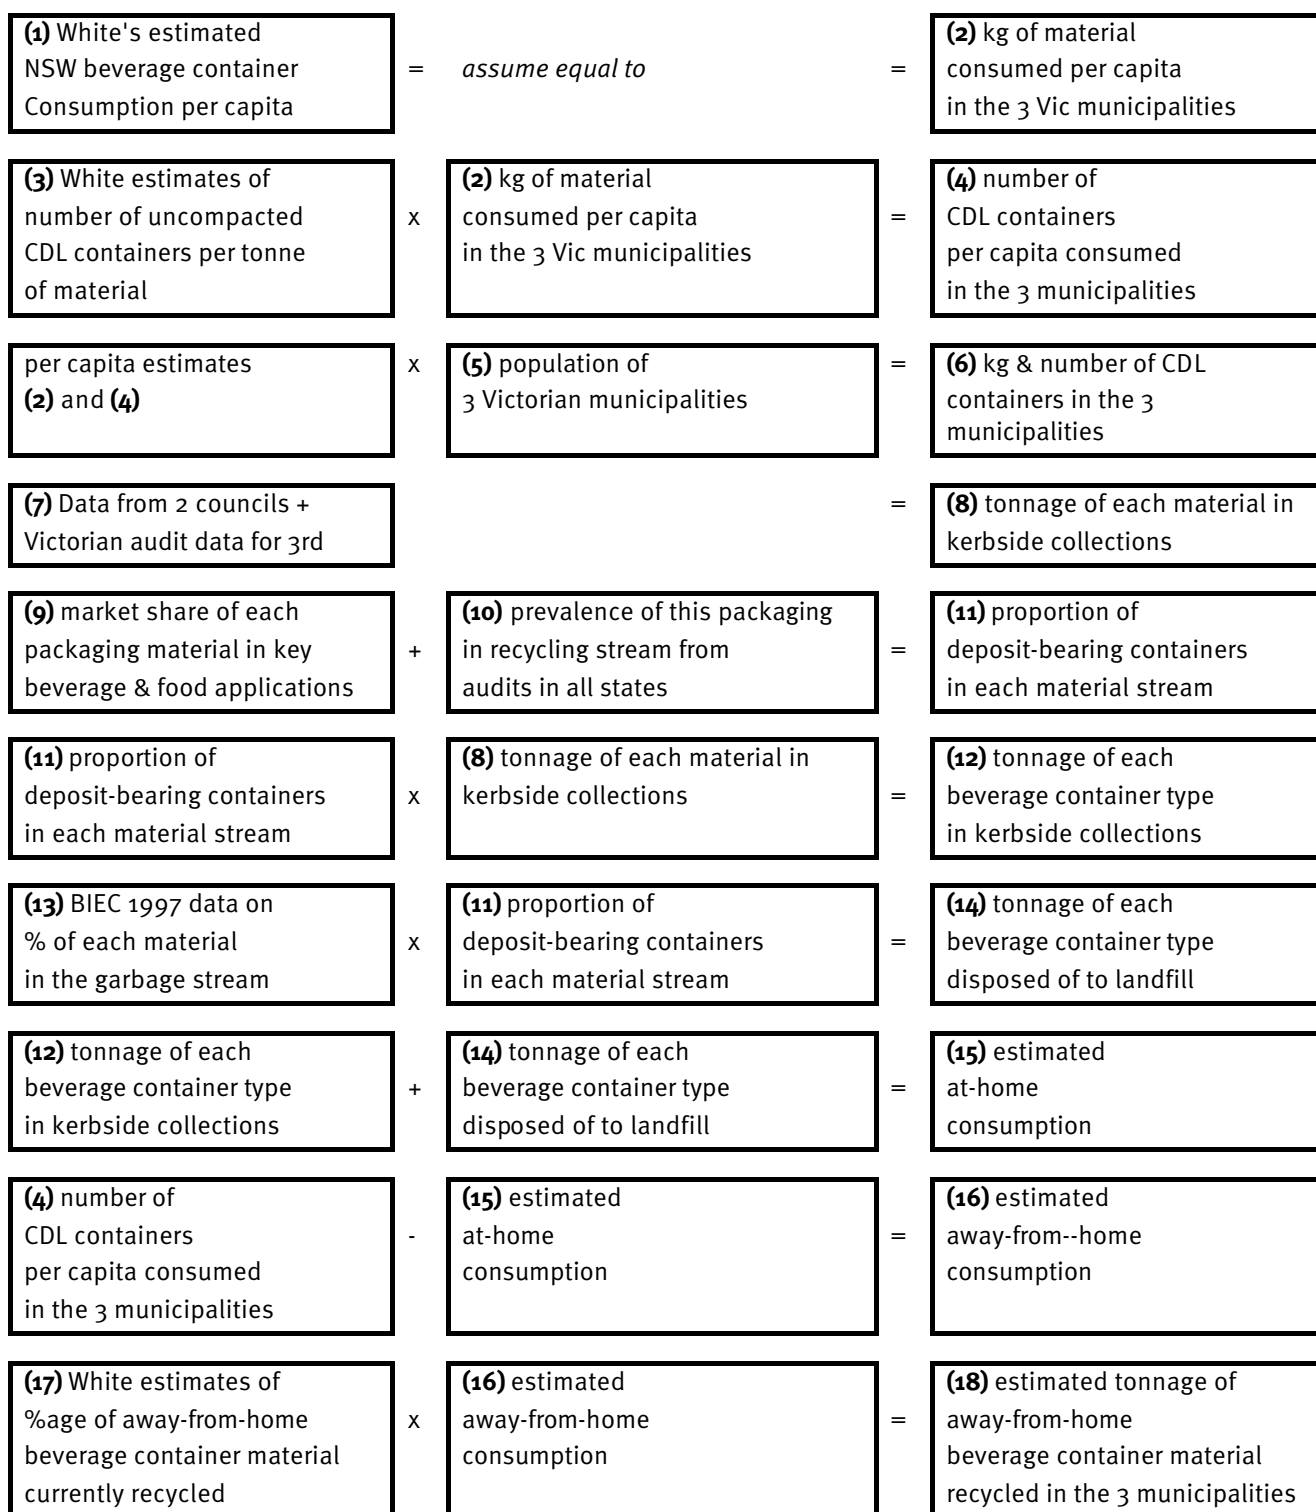 (1) White's estimated
NSW beverage container
Consumption per capita
=
assume equal to
=
(2) kg of material
consumed per capita
in the 3 Vic municipalities
(3) White estimates of
number of uncompacted
CDL containers per tonne
of material
x
(2) kg of material
consumed per capita
in the 3 Vic municipalities
=
(4) number of
CDL containers
per capita consumed
in the 3 municipalities
per capita estimates
(2) and (4)
x
(5) population of
3 Victorian municipalities
=
(6) kg & number of CDL
containers in the 3
municipalities
(7) Data from 2 councils +
Victorian audit data for 3rd
=
(8) tonnage of each material in
kerbside collections
(9) market share of each
packaging material in key
beverage & food applications
+
(10) prevalence of this packaging
in recycling stream from
audits in all states
=
(11) proportion of
deposit-bearing containers
in each material stream
(11) proportion of
deposit-bearing containers
in each material stream
x
(8) tonnage of each material in
kerbside collections
=
(12) tonnage of each
beverage container type
in kerbside collections
(13) BIEC 1997 data on
% of each material
in the garbage stream
x
(11) proportion of
deposit-bearing containers
in each material stream
=
(14) tonnage of each
beverage container type
disposed of to landfill
(12) tonnage of each
beverage container type
in kerbside collections
+
(14) tonnage of each
beverage container type
disposed of to landfill
=
(15) estimated
at-home
consumption
(4) number of
CDL containers
per capita consumed
in the 3 municipalities
-
(15) estimated
at-home
consumption
=
(16) estimated
away-from--home
consumption
(17) White estimates of
%age of away-from-home
beverage container material
currently recycled
x
(16) estimated
away-from-home
consumption
=
(18) estimated tonnage of
away-from-home
beverage container material
recycled in the 3 municipalities